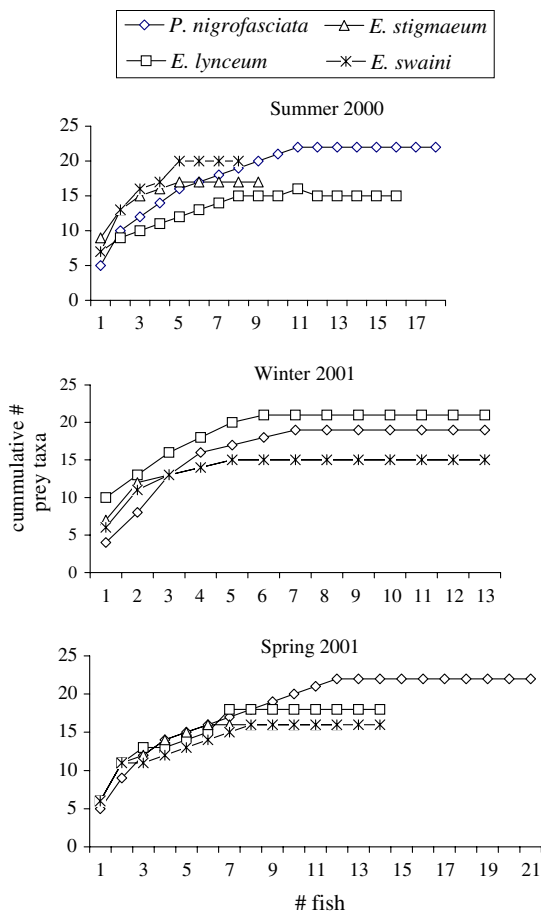 P. nigrofasciata E. stigmaeum
E. lynceum E. swaini
Summer 2000
25
20
15
10
5
0
1 3 5 7 9 11 13 15 17
Winter 2001
25
20
15
10
5
0
1 2 3 4 5 6 7 8 9 10 11 12 13
cummulative #
prey taxa
Spring 2001
25
20
15
10
5
0
1 3 5 7 9 11 13 15 17 19 21
# fish